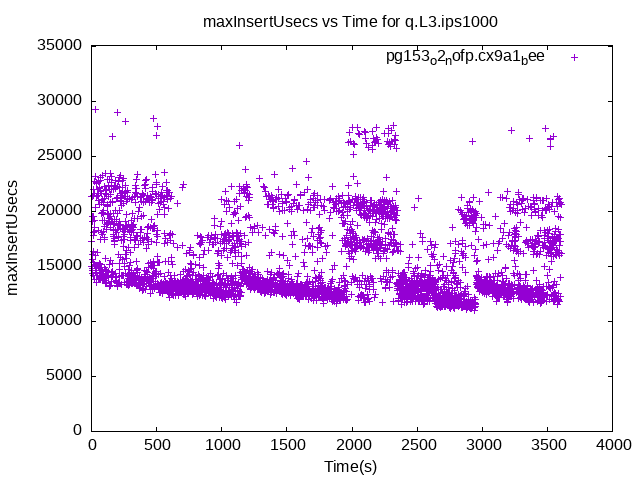 maxInsertUsecs vs Time for q.L3.ips1000
pg153o2nofp.cx9a1bee
35000
30000
25000
20000
15000
10000
5000
0
maxInsertUsecs
0 500 1000 1500 2000 2500 3000 3500 4000
Time(s)